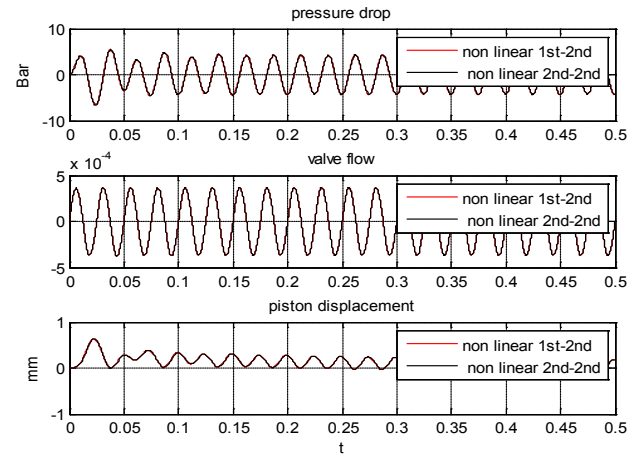 pressure drop
10
0
-10
Bar
non linear 1st-2nd
non linear 2nd-2nd
0 0.05 0.1 0.15 0.2 0.25 0.3 0.35 0.4 0.45 0.5
x 10-4
valve flow
5
0
-5
non linear 1st-2nd
non linear 2nd-2nd
0 0.05 0.1 0.15 0.2 0.25 0.3 0.35 0.4 0.45 0.5
piston displacement
1
0
-1
mm
non linear 1st-2nd
non linear 2nd-2nd
0 0.05 0.1 0.15 0.2 0.25 0.3 0.35 0.4 0.45 0.5
t